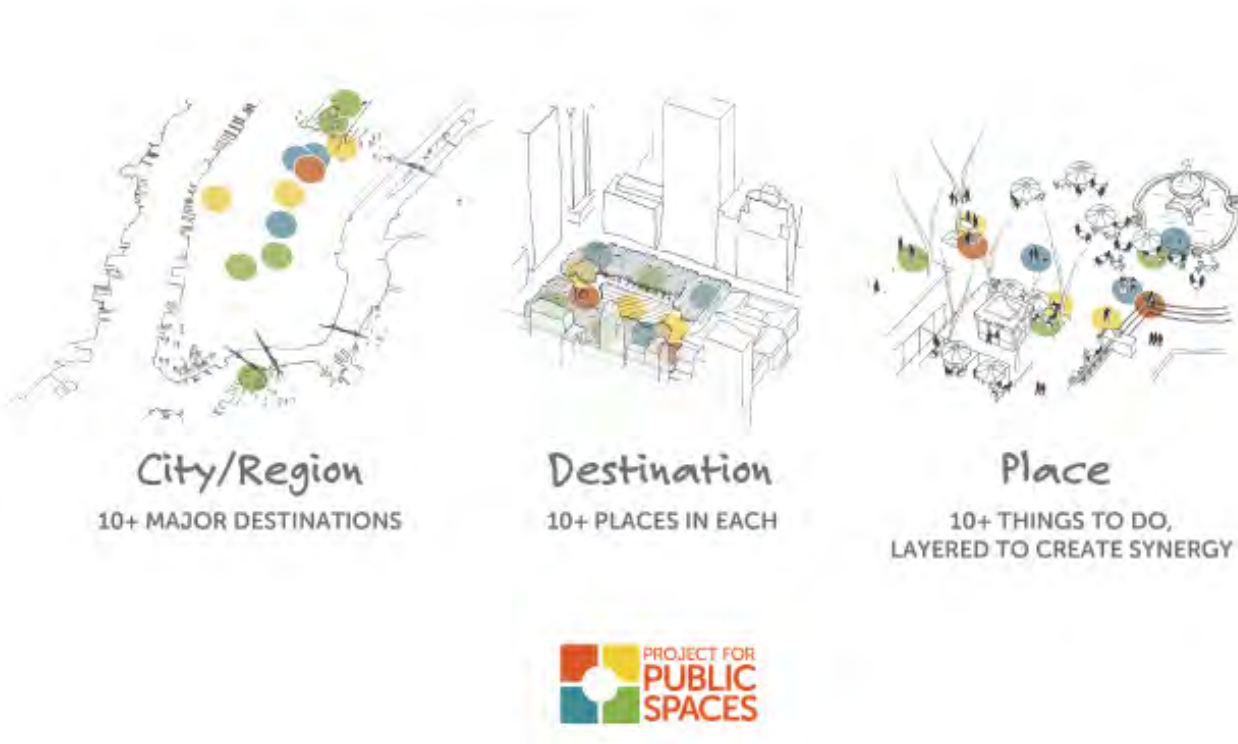 City/Region
10+ MAJOR DESTINATIONS
Destination
10+ PLACES IN EACH
Place
10+ THINGS TO DO,
LAYERED TO CREATE SYNERGY
PROJECT FOR
PUBLIC
SPACES